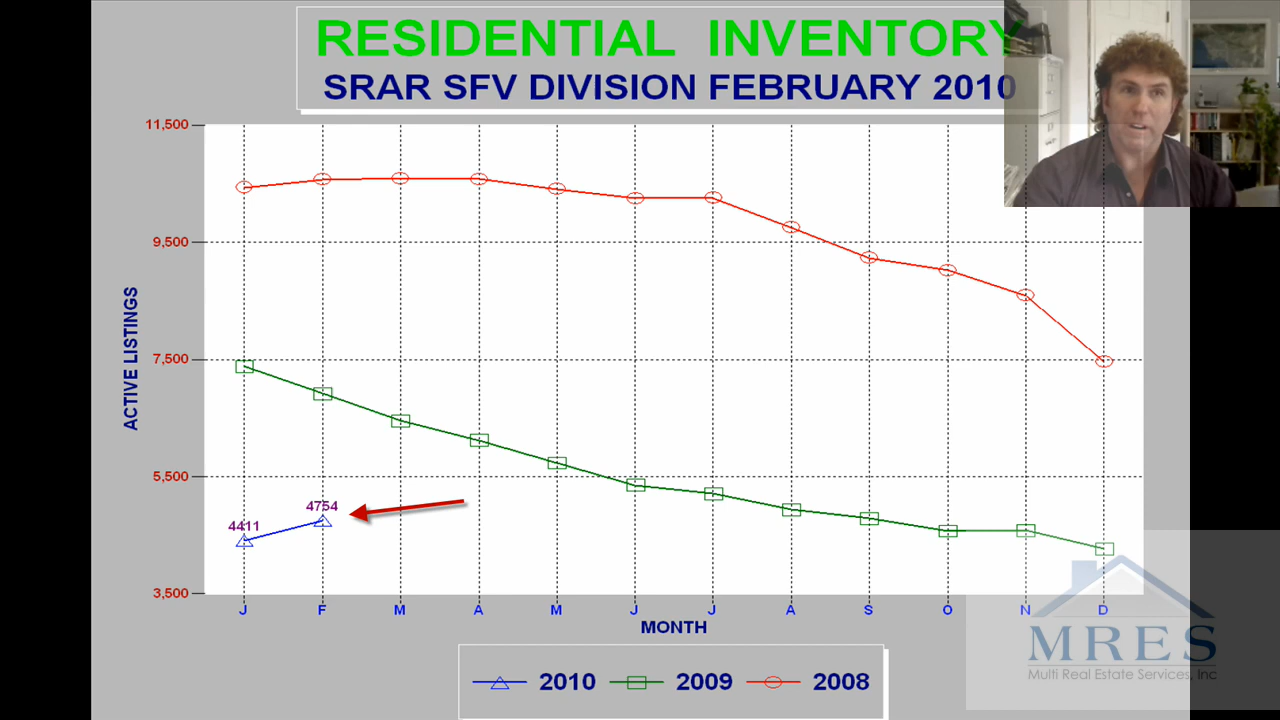 RESIDENTIAL INVENTORY
SRAR SFV DIVISION FEBRUARY 2010
11,500
9,500
7,500
5,500
3,500
ACTIVE LISTINGS
4411
4754
J F M A M J J A S O N D
MONTH
2010 2009 2008
MRES
Multi Real Estate Services, Inc